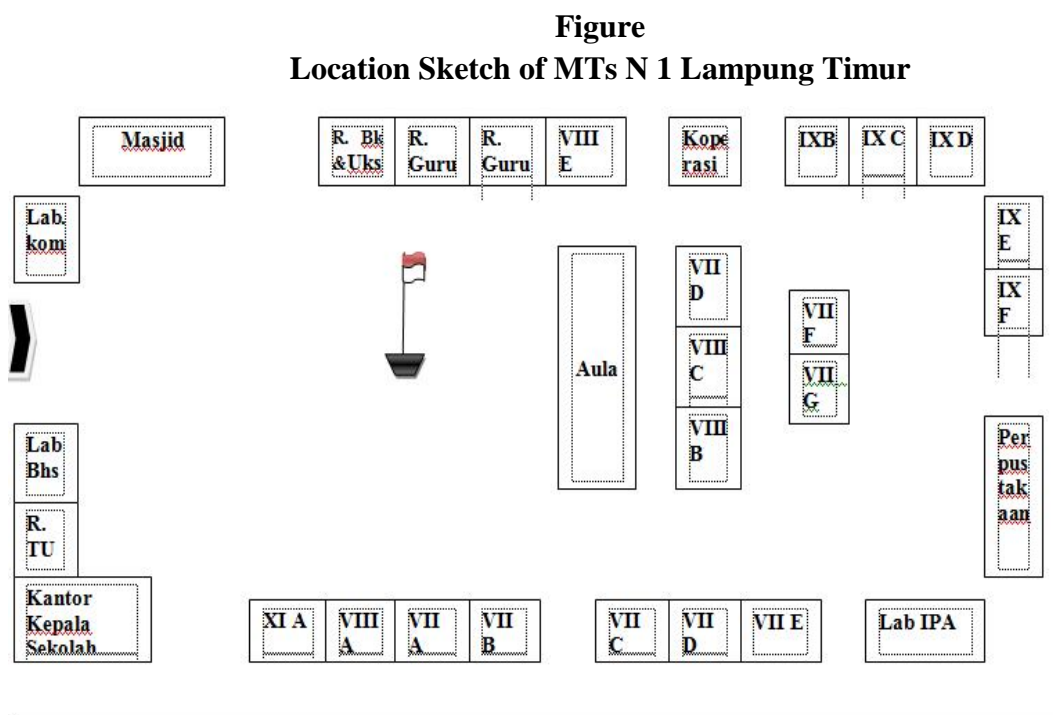 Figure
Location Sketch of MTs N 1 Lampung Timur
Masjid
R. Bk
&Uks
R.
Guru
R.
Guru
VIII
E
Kope
rasi
IXB
IX C
IX D
Lab.
kom
IX
E
IX
F
Aula
VII
D
VIII
C
VIII
B
VII
F
VII
G
Lab
Bhs
R.
TU
Kantor
Kepala
Sekolah
Per
pus
tak
aan
XI A
VIII
A
VII
A
VII
B
VII
C
VII
D
VII E
Lab IPA